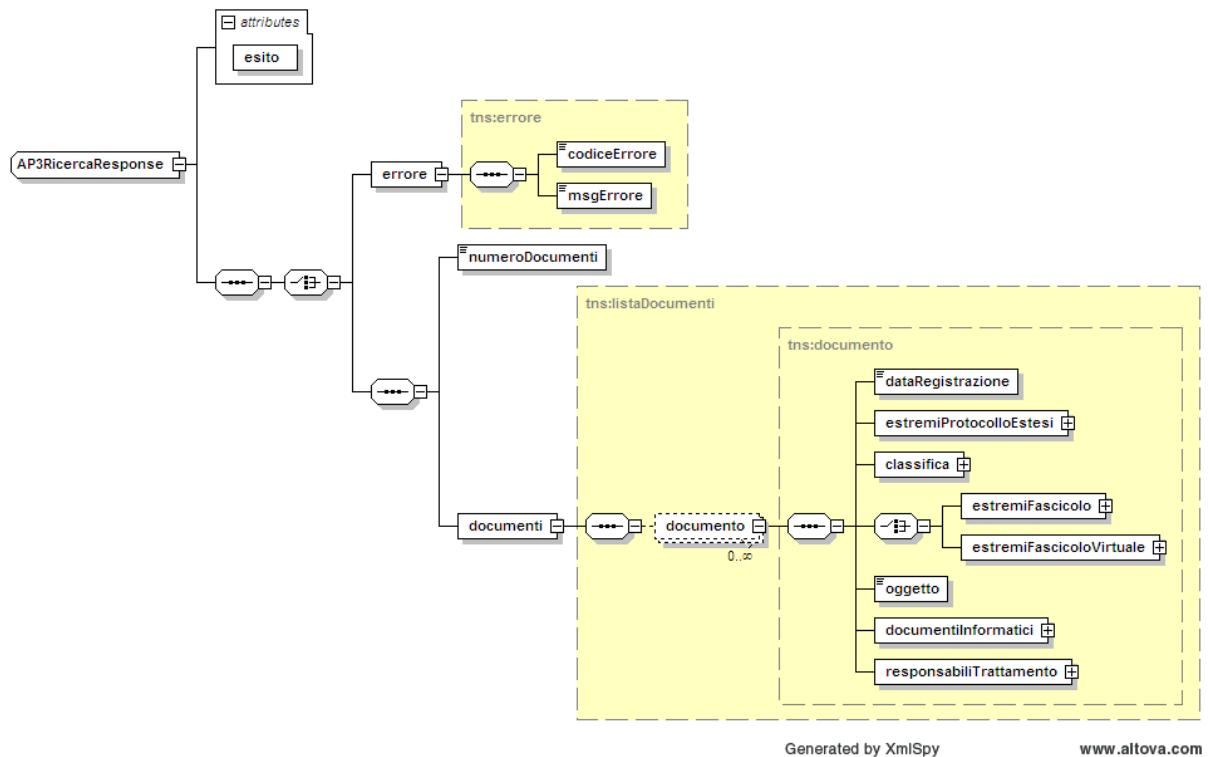 attributes
esito
AP3RicercaResponse
tns:errore
errore
codiceErrore
msgErrore
numeroDocumenti
tns:listaDocumenti
tns:documento
documenti
documento
0..∞
dataRegistrazione
estremiProtocolloEstesi
classifica
estremiFascicolo
estremiFascicoloVirtuale
oggetto
documentiInformatici
responsabiliTrattamento
Generated by XmlSpy
www.altova.com